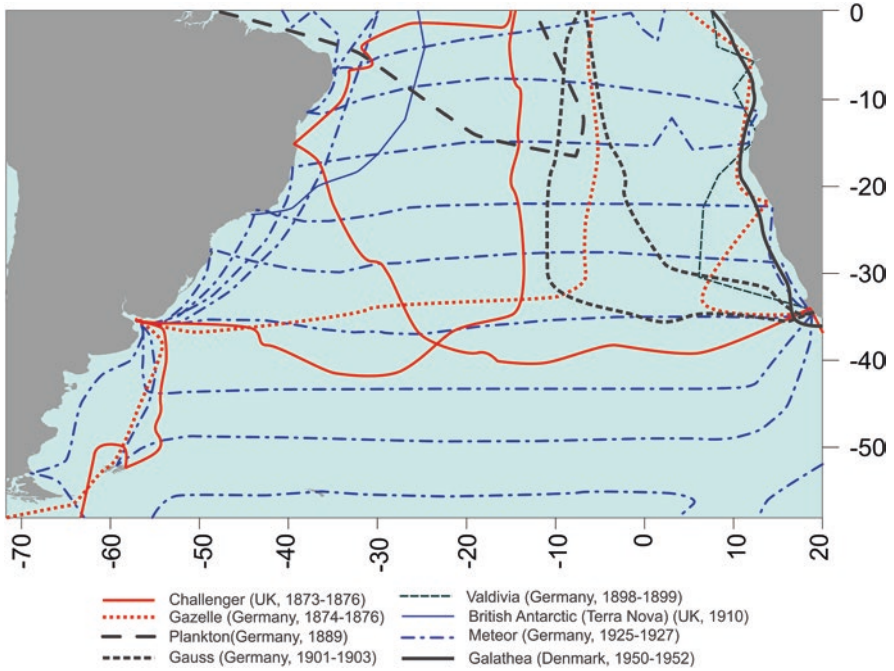 0
-10
-20
-30
-40
-50
-70 -60 -50 -40 -30 -20 -10 0 10 20
Challenger (UK, 1873-1876)
Gazelle (Germany, 1874-1876)
Plankton(Germany, 1889)
Gauss (Germany, 1901-1903)
Valdivia (Germany, 1898-1899)
British Antarctic (Terra Nova) (UK, 1910)
Meteor (Germany, 1925-1927)
Galathea (Denmark, 1950-1952)